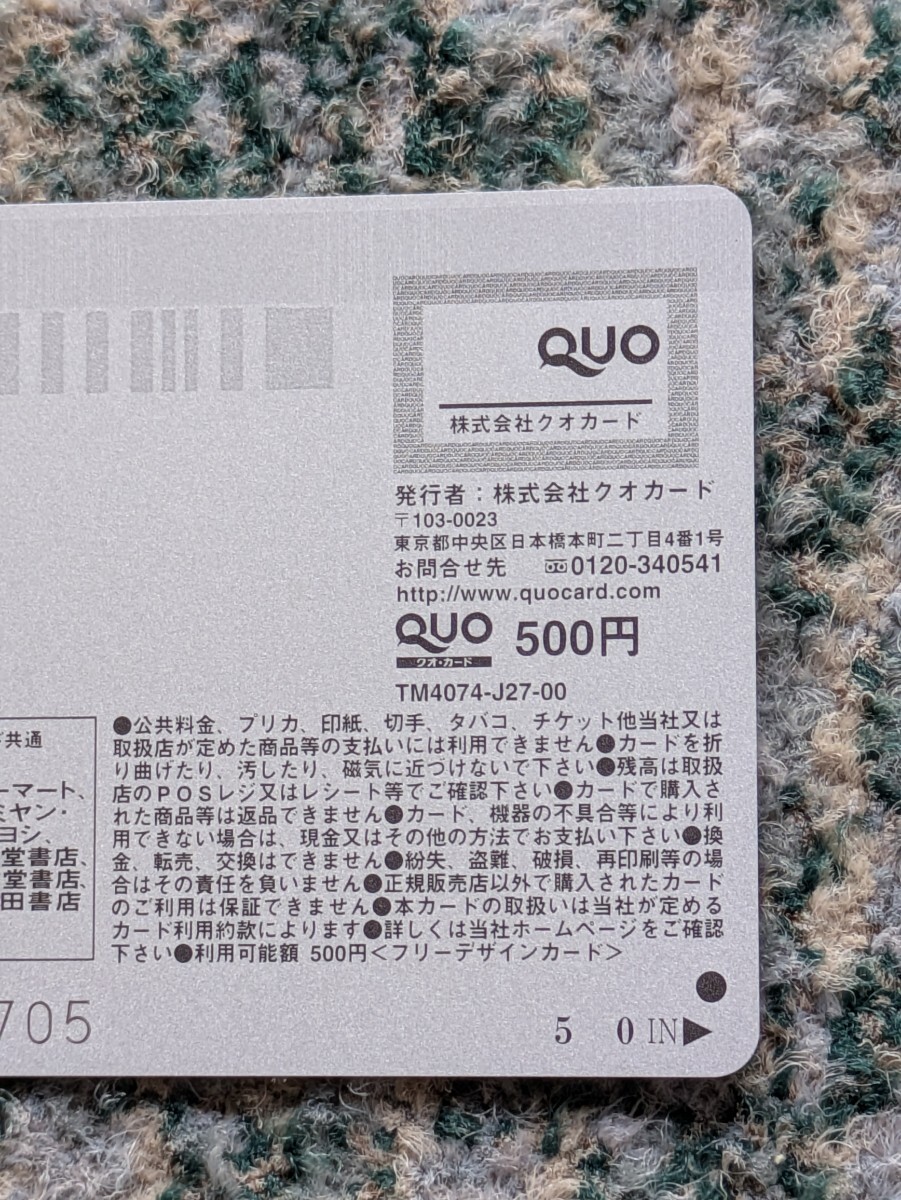 QUO
株式会社クオカード
発行者：株式会社クオカード
〒103-0023
東京都中央区日本橋本町二丁目4番1号
お問合せ先 0120-340541
http://www.quocard.com
QUO 500円
クオ・カード
TM4074-J27-00
共通
ーマート、
ミヤン・
ヨシ、
堂書店、
堂書店、
田書店
●公共料金、プリカ、印紙、切手、タバコ、チケット他当社又は
取扱店が定めた商品等の支払いには利用できません●カードを折
り曲げたり、汚したり、磁気に近づけないで下さい●残高は取扱
店のPOSレジ又はレシート等でご確認下さい●カードで購入さ
れた商品等は返品できません●カード、機器の不具合等により利
用できない場合は、現金又はその他の方法でお支払い下さい●換
金、転売、交換はできません●紛失、盗難、破損、再印刷等の場
合はその責任を負いません●正規販売店以外で購入されたカード
のご利用は保証できません●本カードの取扱いは当社が定める
カード利用約款によります●詳しくは当社ホームページをご確認
下さい●利用可能額 500円<フリーデザインカード>
705
5 0 IN▶